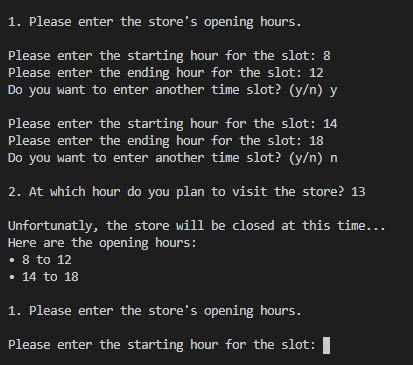 1. Please enter the store's opening hours.
Please enter the starting hour for the slot: 8
Please enter the ending hour for the slot: 12
Do you want to enter another time slot? (y/n) y
Please enter the starting hour for the slot: 14
Please enter the ending hour for the slot: 18
Do you want to enter another time slot? (y/n) n
2. At which hour do you plan to visit the store? 13
Unfortunatly, the store will be closed at this time...
Here are the opening hours:
• 8 to 12
• 14 to 18
1. Please enter the store's opening hours.
Please enter the starting hour for the slot: